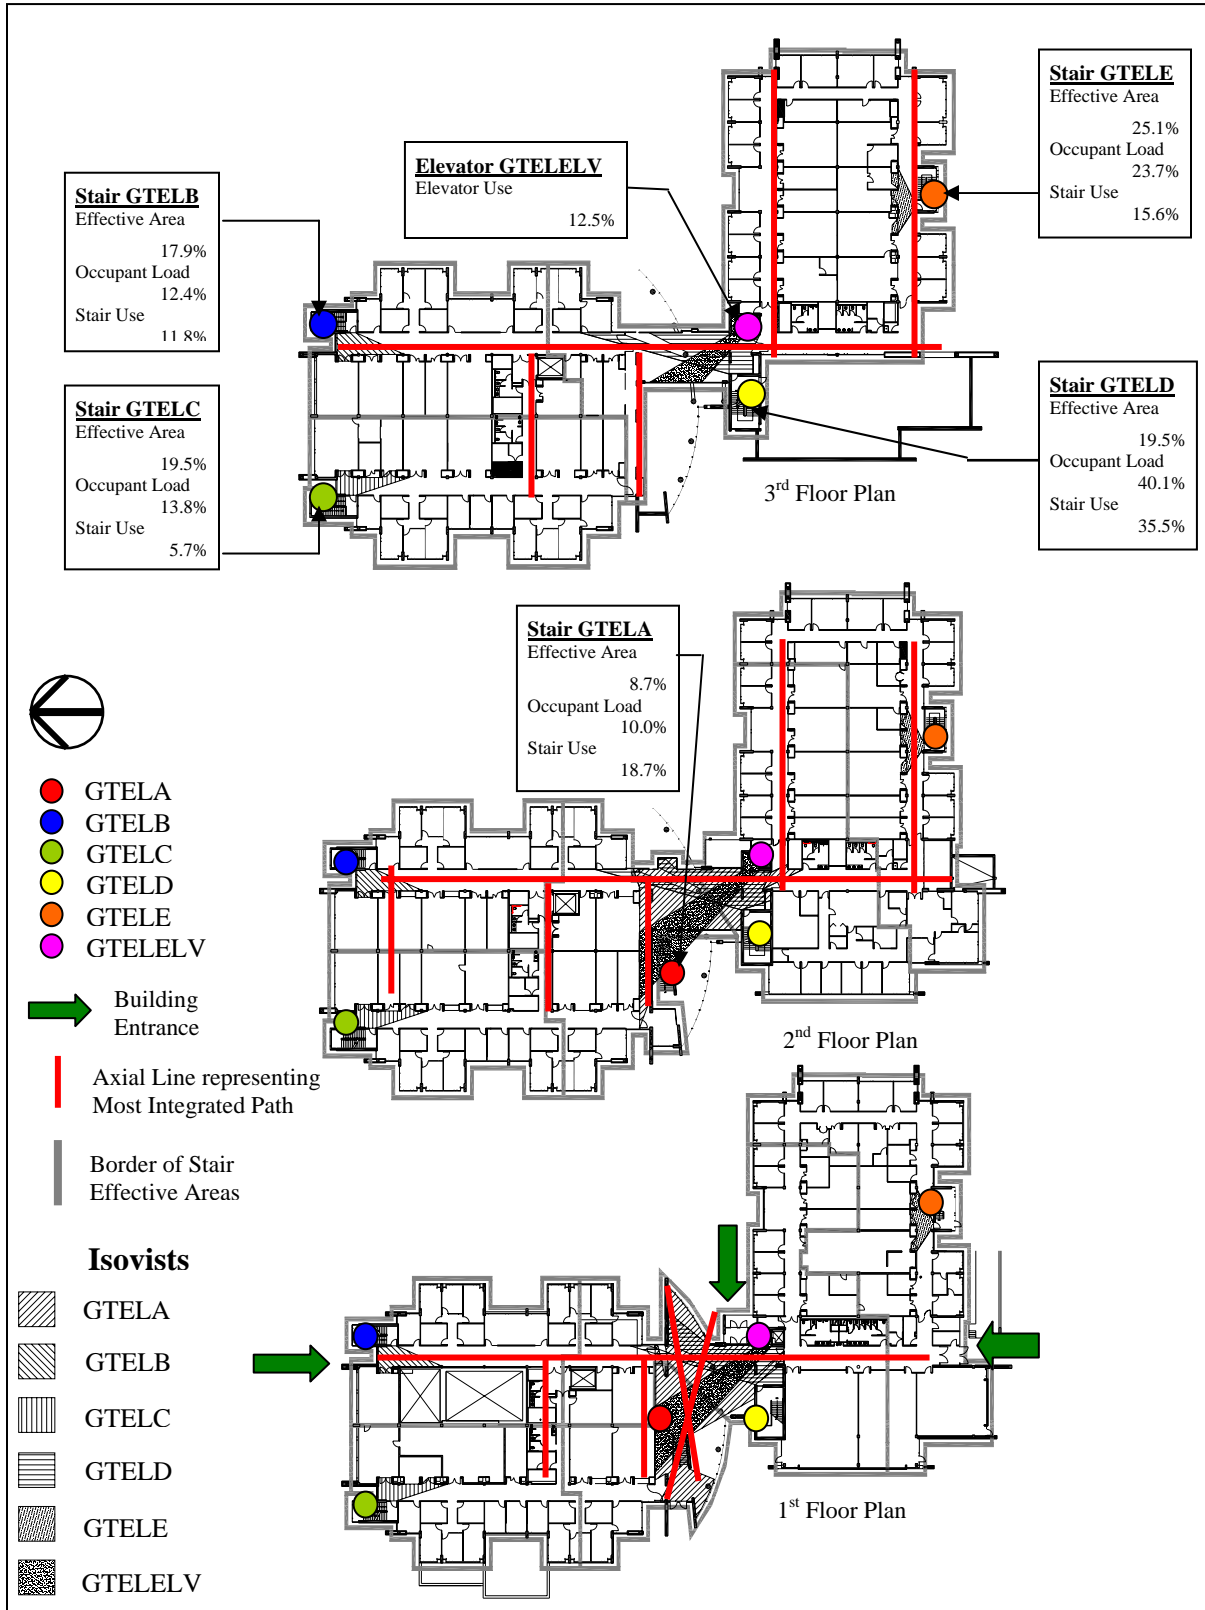 Stair GTELE
Effective Area
25.1%
Occupant Load
23.7%
Stair Use
15.6%
Elevator GTELELV
Elevator Use
12.5%
Stair GTELB
Effective Area
17.9%
Occupant Load
12.4%
Stair Use
11.8%
Stair GTELC
Effective Area
19.5%
Occupant Load
13.8%
Stair Use
5.7%
Stair GTELD
Effective Area
19.5%
Occupant Load
40.1%
Stair Use
35.5%
3rd Floor Plan
Stair GTELA
Effective Area
8.7%
Occupant Load
10.0%
Stair Use
18.7%
GTELA
GTELB
GTELC
GTELD
GTELE
GTELELV
Building
Entrance
Axial Line representing
Most Integrated Path
Border of Stair
Effective Areas
2nd Floor Plan
Isovists
GTELA
GTELB
GTELC
GTELD
GTELE
GTELELV
1st Floor Plan